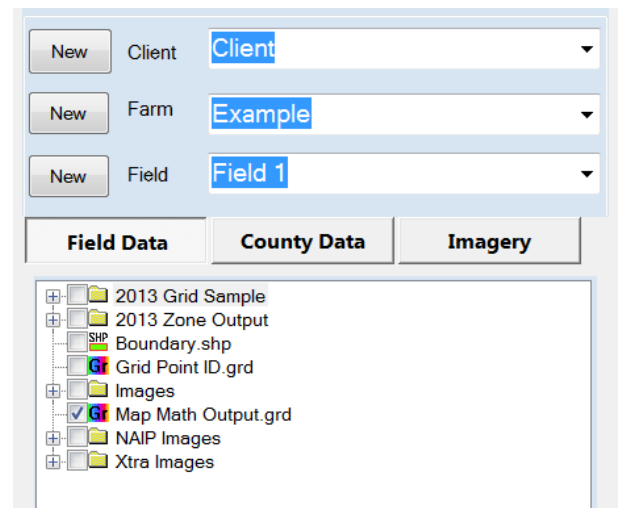 New Client Client
New Farm Example
New Field Field 1
Field Data County Data Imagery
2013 Grid Sample
2013 Zone Output
SHP Boundary.shp
Gr Grid Point ID.grd
Images
Gr Map Math Output.grd
NAIP Images
Xtra Images